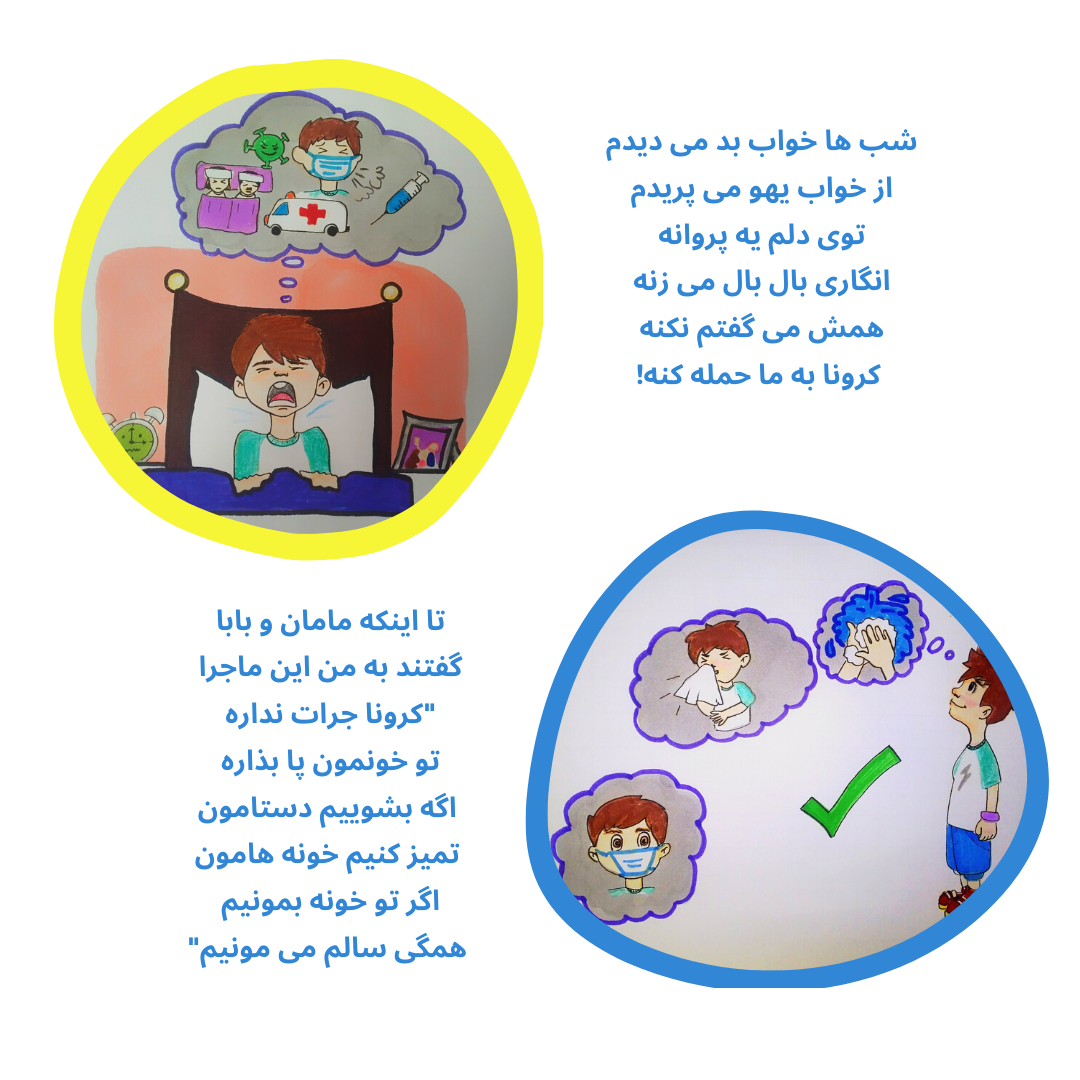 شب ها خواب بد می دیدم
از خواب یهو می پریدم
توی دلم یه پروانه
انگاری بال بال می زنه
همش می گفتم نکنه
کرونا به ما حمله کنه!
تا اینکه مامان و بابا
گفتند به من این ماجرا
"کرونا جرات نداره
تو خونمون پا بذاره
اگه بشوییم دستامون
تمیز کنیم خونه هامون
اگر تو خونه بمونیم
همگی سالم می مونیم"